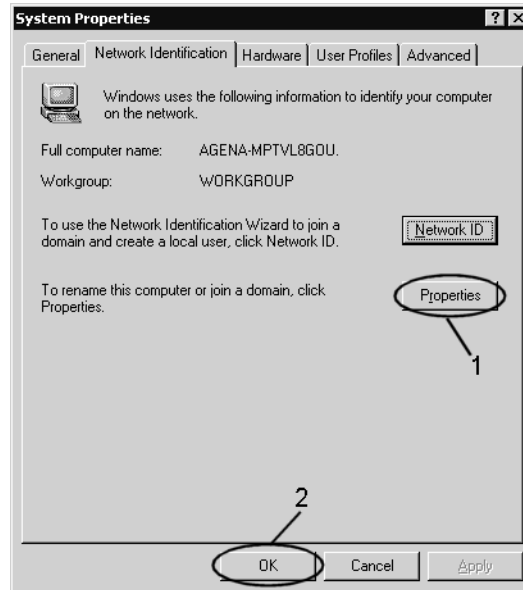 System Properties ? X
General Network Identification Hardware User Profiles Advanced
Windows uses the following information to identify your computer
on the network.
Full computer name: AGENA-MPTVL8GOU.
Workgroup: WORKGROUP
To use the Network Identification Wizard to join a
domain and create a local user, click Network ID.
Network ID
To rename this computer or join a domain, click
Properties.
Properties
1
2
OK Cancel Apply